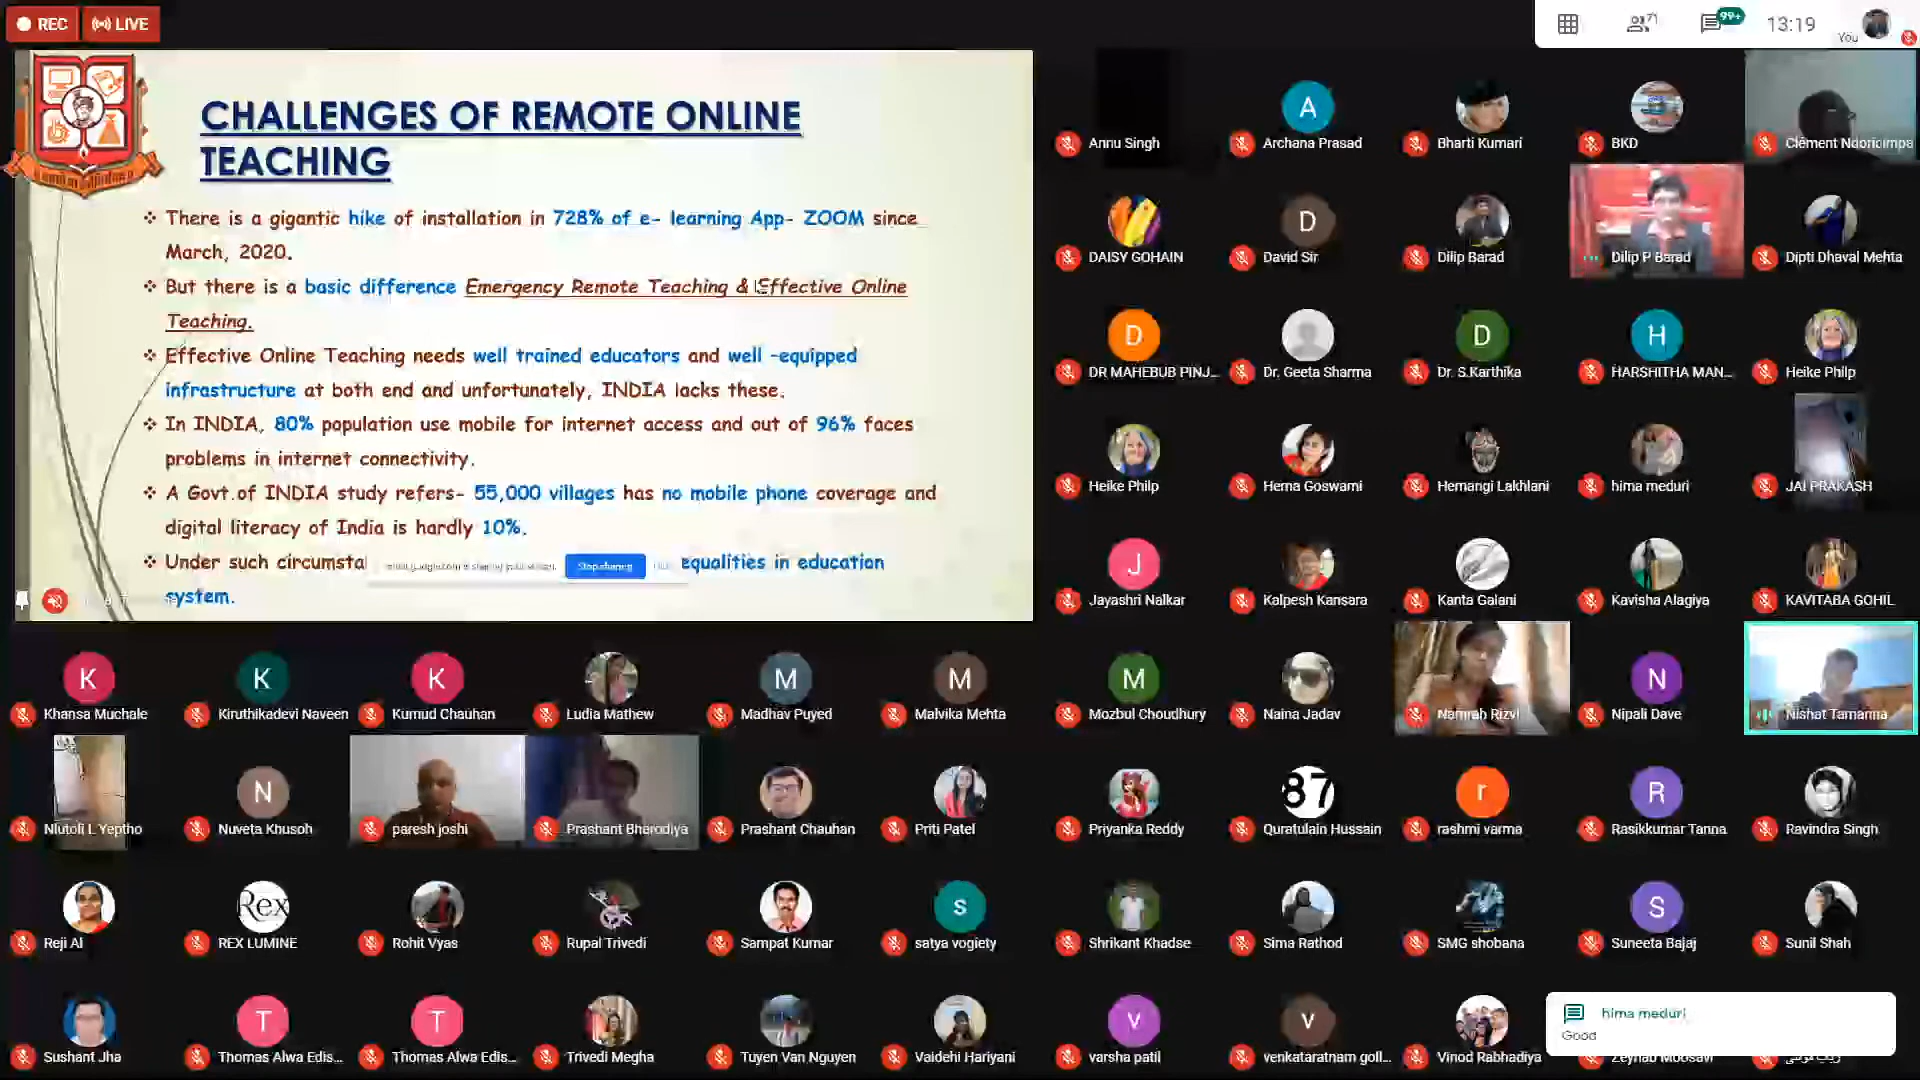 REC
LIVE
71
99+
13:19
You
CHALLENGES OF REMOTE ONLINE
TEACHING
There is a gigantic hike of installation in 728% of e- learning App- ZOOM since
March, 2020.
But there is a basic difference Emergency Remote Teaching & Effective Online
Teaching.
Effective Online Teaching needs well trained educators and well -equipped
infrastructure at both end and unfortunately, INDIA lacks these.
In INDIA, 80% population use mobile for internet access and out of 96% faces
problems in internet connectivity.
A Govt.of INDIA study refers- 55,000 villages has no mobile phone coverage and
digital literacy of India is hardly 10%.
Under such circumsta
equalities in education
system.
Stop sharing
Annu Singh
Archana Prasad
Bharti Kumari
BKD
Clément Ndoricimpa
DAISY GOHAIN
David Sir
Dilip Barad
Dilip P Barad
Dipti Dhaval Mehta
DR MAHEBUB PINJ...
Dr. Geeta Sharma
Dr. S.Karthika
HARSHITHA MAN...
Heike Philp
Heike Philp
Hema Goswami
Hemangi Lakhlani
hima meduri
JAI PRAKASH
J
Jayashri Nalkar
Kalpesh Kansara
Kanta Galani
Kavisha Alagiya
KAVITABA GOHIL
Khansa Muchale
Kiruthikadevi Naveen
Kumud Chauhan
Ludia Mathew
Madhav Puyed
Malvika Mehta
Mozbul Choudhury
Naina Jadav
Namrah Rizvi
Nipali Dave
Nishat Tamanna
Nlutoli L Yeptho
Nuveta Khusoh
paresh joshi
Prashant Bharodiya
Prashant Chauhan
Priti Patel
Priyanka Reddy
87
Quratulain Hussain
rashmi varma
Rasikkumar Tanna
Ravindra Singh
Reji Al
Rex
REX LUMINE
Rohit Vyas
Rupal Trivedi
Sampat Kumar
satya vogiety
Shrikant Khadse
Sima Rathod
SMG shobana
Suneeta Bajaj
Sunil Shah
Sushant Jha
Thomas Alwa Edis...
Thomas Alwa Edis...
Trivedi Megha
Tuyen Van Nguyen
Vaidehi Hariyani
varsha patil
venkataratnam goll...
Vinod Rabhadiya
hima meduri
Good